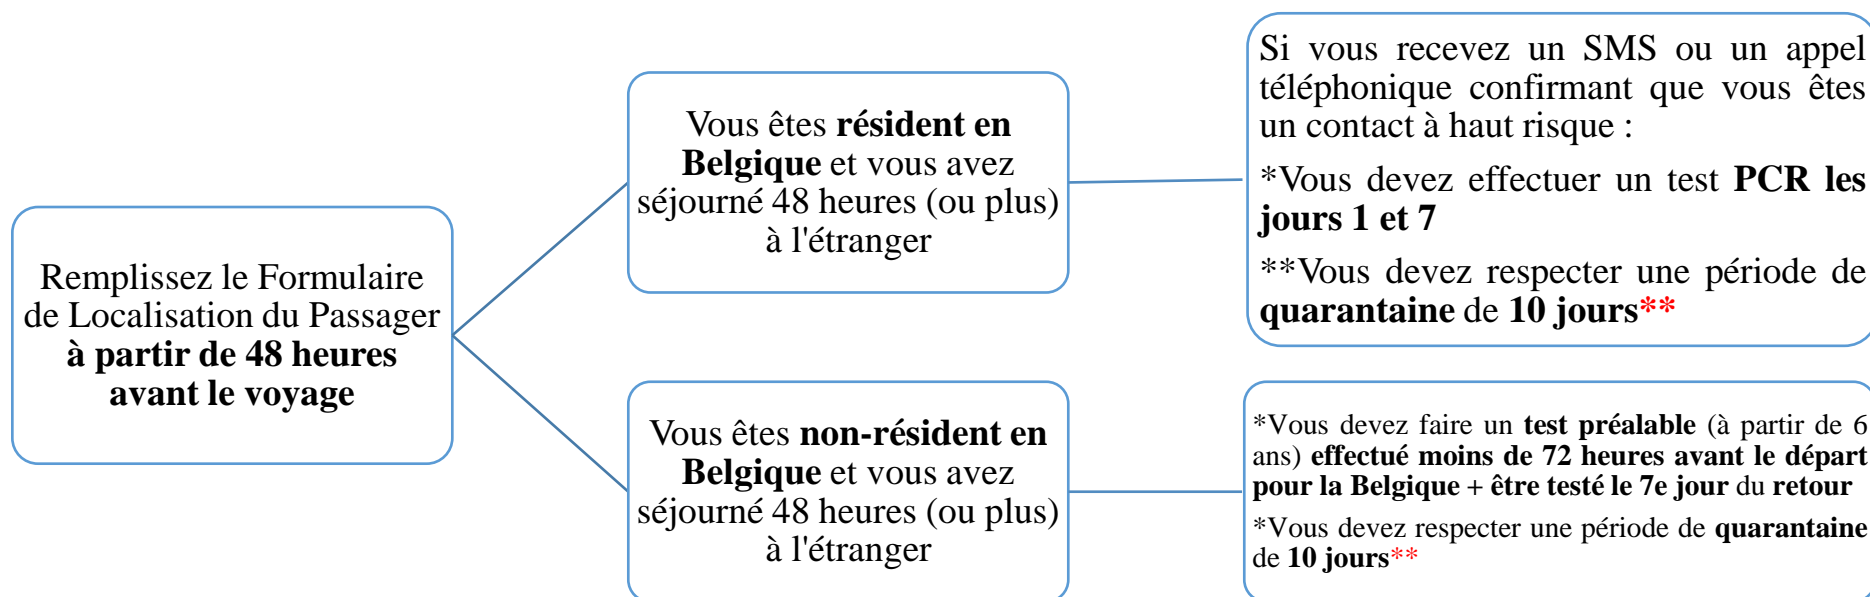 Remplissez le Formulaire
de Localisation du Passager
à partir de 48 heures
avant le voyage
Vous êtes résident en
Belgique et vous avez
séjourné 48 heures (ou plus)
à l'étranger
Si vous recevez un SMS ou un appel
téléphonique confirmant que vous êtes
un contact à haut risque :
*Vous devez effectuer un test PCR les
jours 1 et 7
**Vous devez respecter une période de
quarantaine de 10 jours**
Vous êtes non-résident en
Belgique et vous avez
séjourné 48 heures (ou plus)
à l'étranger
*Vous devez faire un test préalable (à partir de 6
ans) effectué moins de 72 heures avant le départ
pour la Belgique + être testé le 7e jour du retour
*Vous devez respecter une période de quarantaine
de 10 jours**